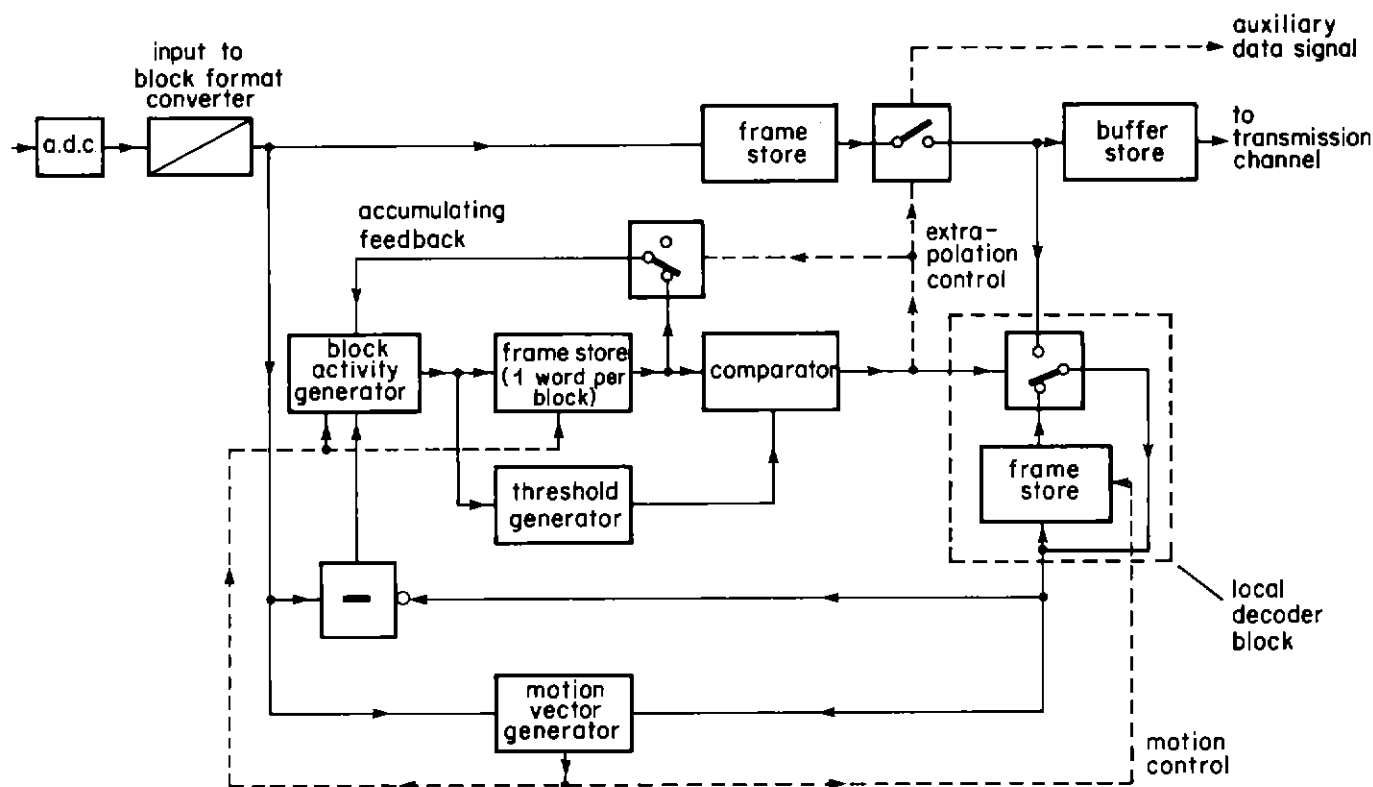 auxiliary
data signal
input to
block format
converter
a.d.c.
frame
store
buffer
store
to
transmission
channel
accumulating
feedback
extra-
polation
control
block
activity
generator
frame store
(1 word per
block)
comparator
threshold
generator
frame
store
local
decoder
block
motion
vector
generator
motion
control